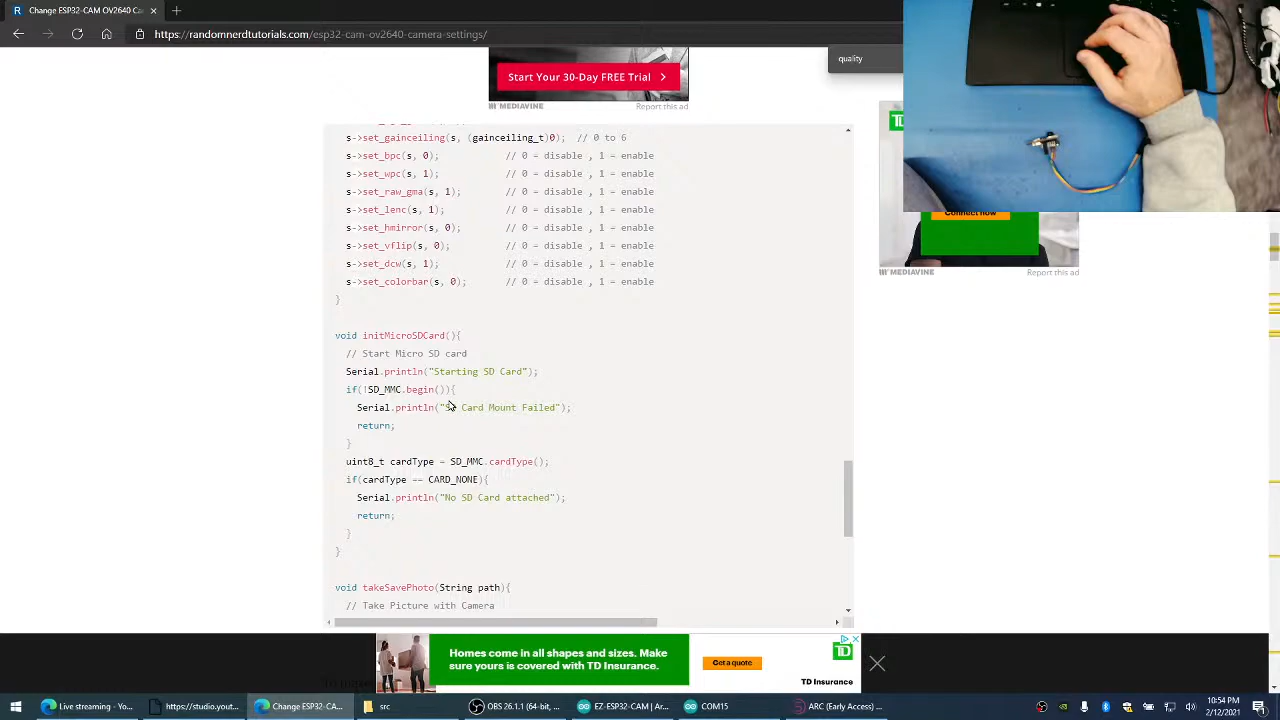 Change ESP32-CAM OV2640 Ca
https://randomnerdtutorials.com/esp32-cam-ov2640-camera-settings/
quality
Start Your 30-Day FREE Trial
MEDIAVINE
Report this ad
s->set_gainceiling(s, (gainceiling_t)0); // 0 to 6
s->set_bpc(s, 0); // 0 = disable , 1 = enable
s->set_wpc(s, 1); // 0 = disable , 1 = enable
s->set_raw_gma(s, 1); // 0 = disable , 1 = enable
s->set_lenc(s, 1); // 0 = disable , 1 = enable
s->set_hmirror(s, 0); // 0 = disable , 1 = enable
s->set_vflip(s, 0); // 0 = disable , 1 = enable
s->set_dcw(s, 1); // 0 = disable , 1 = enable
s->set_colorbar(s, 0); // 0 = disable , 1 = enable
}
void initMicroSDCard(){
// Start Micro SD card
Serial.println("Starting SD Card");
if(!SD_MMC.begin()){
Serial.println("SD Card Mount Failed");
return;
}
uint8_t cardType = SD_MMC.cardType();
if(cardType == CARD_NONE){
Serial.println("No SD Card attached");
return;
}
}
void takeSavePhoto(String path){
// Take Picture with Camera
TD
Connect now
MEDIAVINE
Report this ad
Homes come in all shapes and sizes. Make
sure yours is covered with TD Insurance.
Get a quote
TD
TD Insurance
Live streaming - Yo...
https://studio.yout...
Change ESP32-CA...
src
OBS 26.1.1 (64-bit, ...
EZ-ESP32-CAM | Ar...
COM15
ARC (Early Access) ...
10:54 PM
2/12/2021